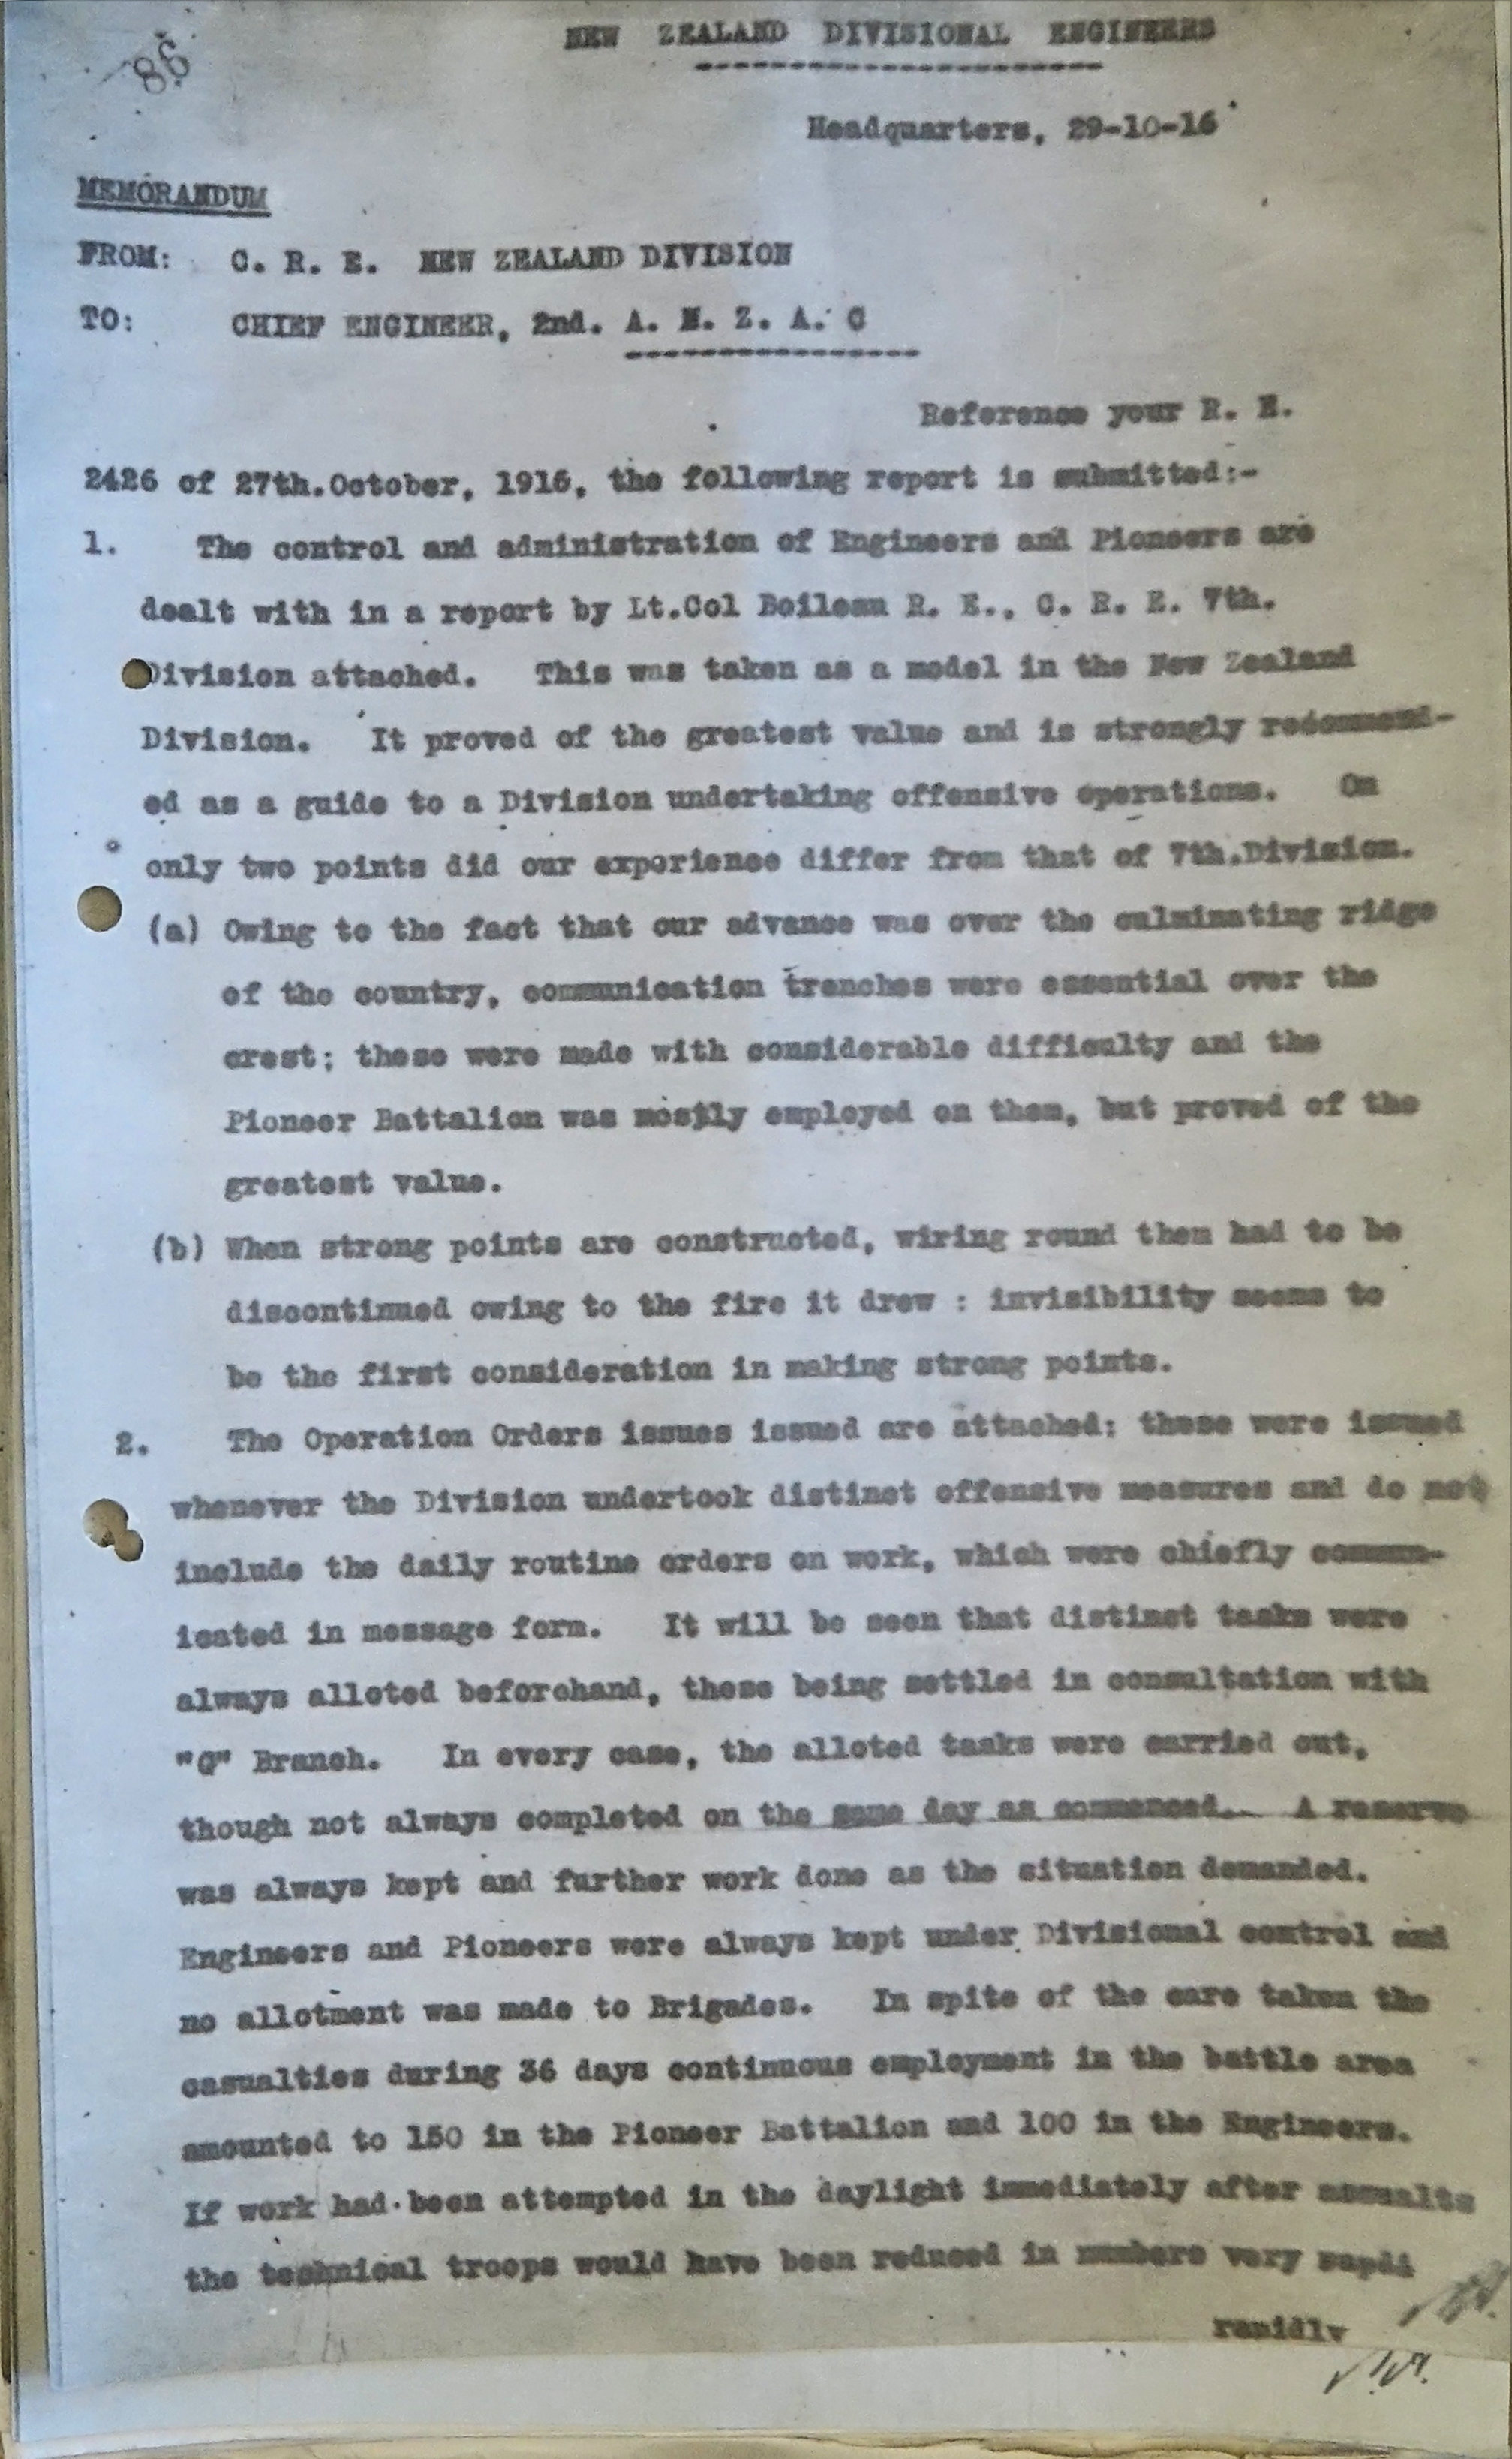 86
NEW ZEALAND DIVISIONAL ENGINEERS
Headquarters, 29-10-16
MEMORANDUM
FROM: C. R. E. NEW ZEALAND DIVISION
TO: CHIEF ENGINEER, 2nd. A. N. Z. A. C
Reference your R. E.
2426 of 27th.October, 1916, the following report is submitted:-
1. The control and administration of Engineers and Pioneers are
dealt with in a report by Lt.Col Boileau R. E., C. R. E. 7th.
Division attached. This was taken as a model in the New Zealand
Division. It proved of the greatest value and is strongly recommend-
ed as a guide to a Division undertaking offensive operations. On
only two points did our experience differ from that of 7th.Division.
(a) Owing to the fact that our advance was over the culminating ridge
of the country, communication trenches were essential over the
crest; these were made with considerable difficulty and the
Pioneer Battalion was mostly employed on them, but proved of the
greatest value.
(b) When strong points are constructed, wiring round them had to be
discontinued owing to the fire it drew : invisibility seems to
be the first consideration in making strong points.
2. The Operation Orders issues issued are attached; these were issued
whenever the Division undertook distinct offensive measures and do not
include the daily routine orders on work, which were chiefly commun-
icated in message form. It will be seen that distinct tasks were
always alloted beforehand, these being settled in consultation with
"G" Branch. In every case, the alloted tasks were carried out,
though not always completed on the same day as commenced. A reserve
was always kept and further work done as the situation demanded.
Engineers and Pioneers were always kept under Divisional control and
no allotment was made to Brigades. In spite of the care taken the
casualties during 36 days continuous employment in the battle area
amounted to 150 in the Pioneer Battalion and 100 in the Engineers.
If work had been attempted in the daylight immediately after assualts
the technical troops would have been reduced in numbers very rapdi
rapidly